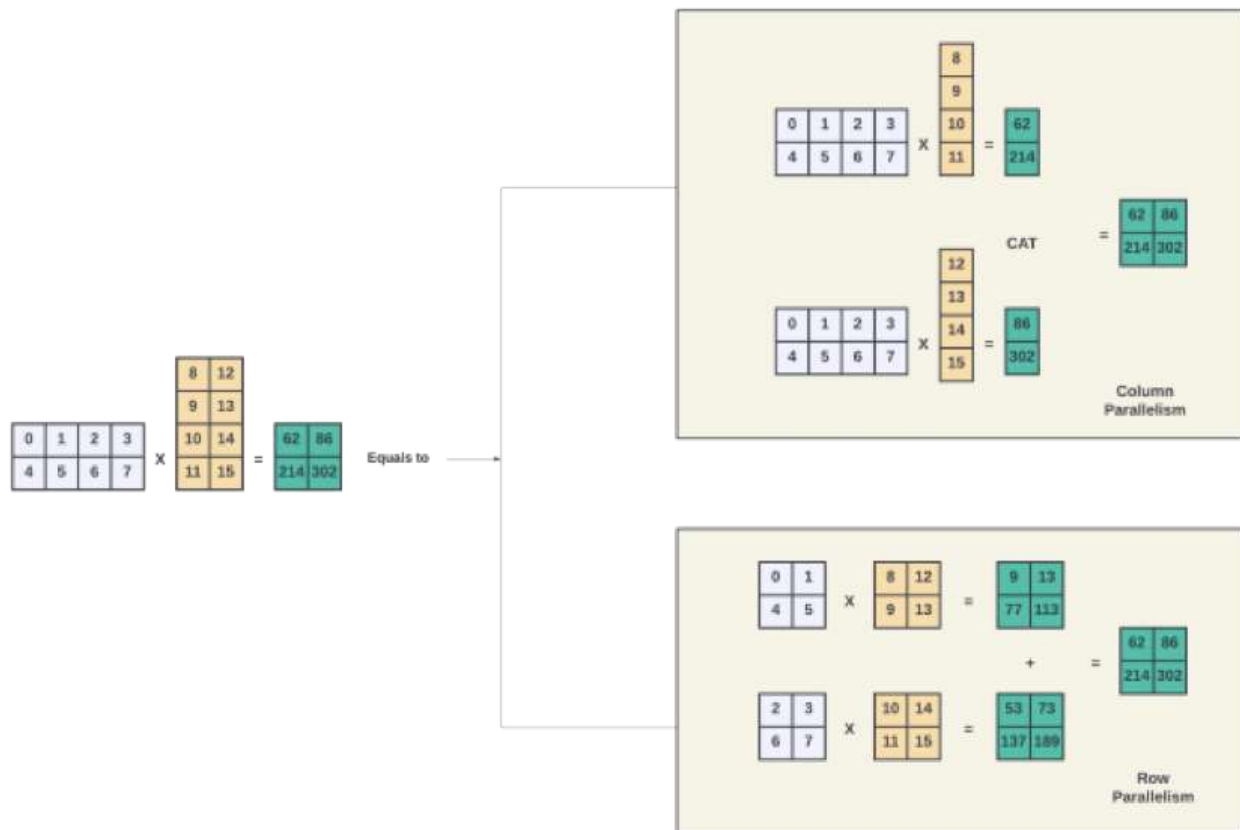 0 1 2 3
4 5 6 7
X
8 12
9 13
10 14
11 15
=
62 86
214 302
Equals to
0 1 2 3
4 5 6 7
X
8
9
10
11
=
62
214
CAT
0 1 2 3
4 5 6 7
X
12
13
14
15
=
86
302
=
62 86
214 302
Column
Parallelism
0 1
4 5
X
8 12
9 13
=
9 13
77 113
+
2 3
6 7
X
10 14
11 15
=
53 73
137 189
=
62 86
214 302
Row
Parallelism